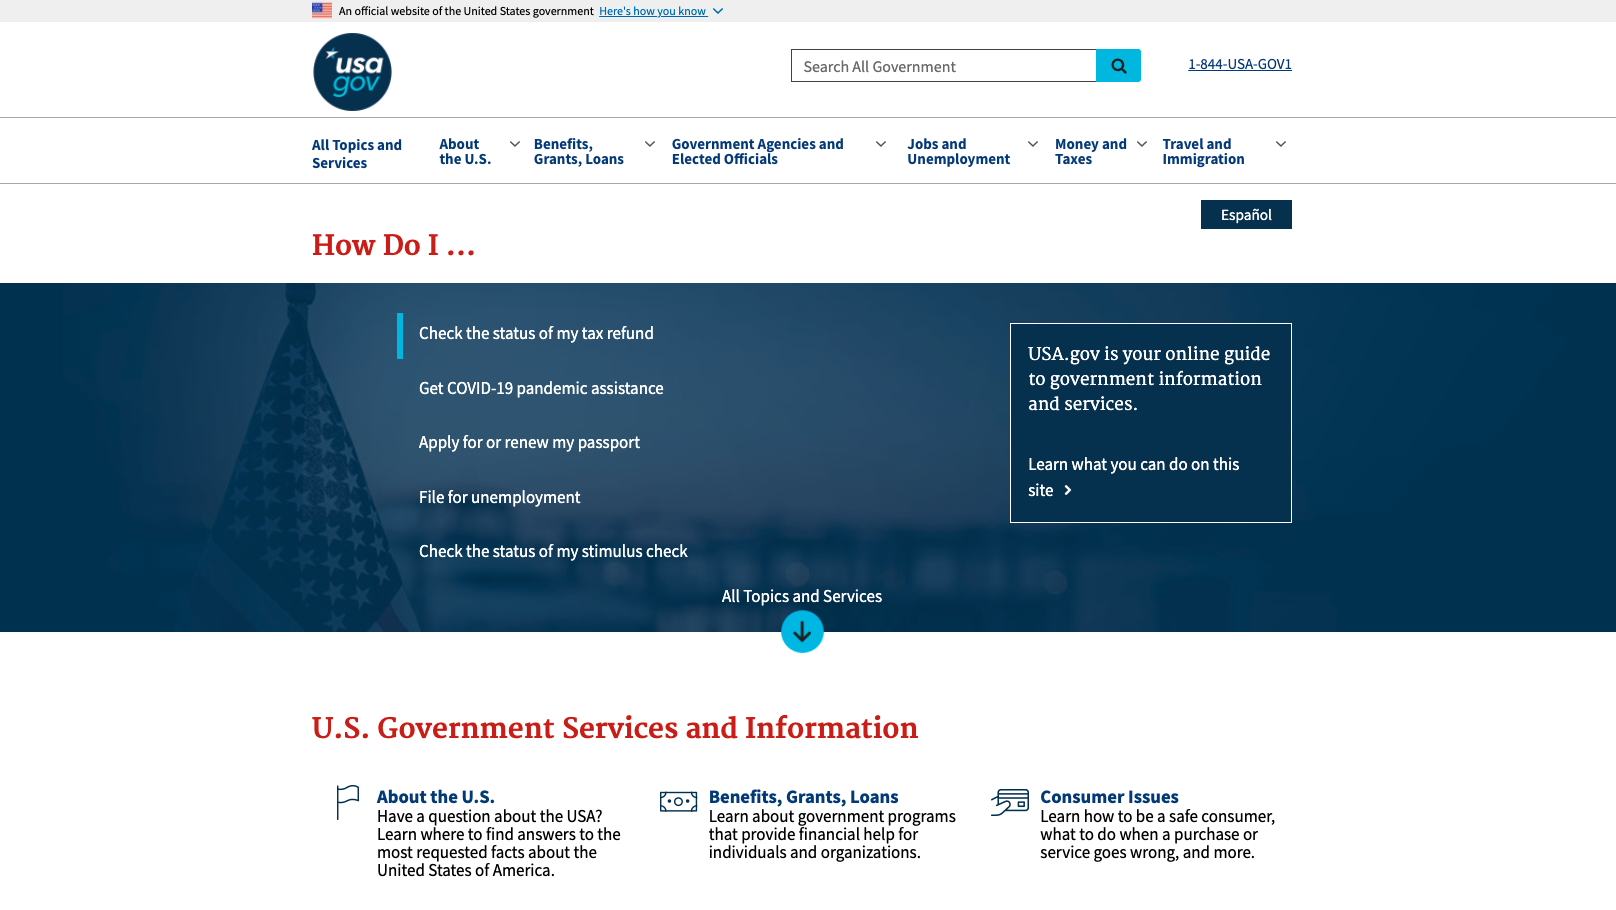 An official website of the United States government Here's how you know
usa
gov
Search All Government
1-844-USA-GOV1
All Topics and
Services
About
the U.S.
Benefits,
Grants, Loans
Government Agencies and
Elected Officials
Jobs and
Unemployment
Money and
Taxes
Travel and
Immigration
Español
How Do I ...
Check the status of my tax refund
Get COVID-19 pandemic assistance
Apply for or renew my passport
File for unemployment
Check the status of my stimulus check
USA.gov is your online guide
to government information
and services.
Learn what you can do on this
site
All Topics and Services
U.S. Government Services and Information
About the U.S.
Have a question about the USA?
Learn where to find answers to the
most requested facts about the
United States of America.
Benefits, Grants, Loans
Learn about government programs
that provide financial help for
individuals and organizations.
Consumer Issues
Learn how to be a safe consumer,
what to do when a purchase or
service goes wrong, and more.